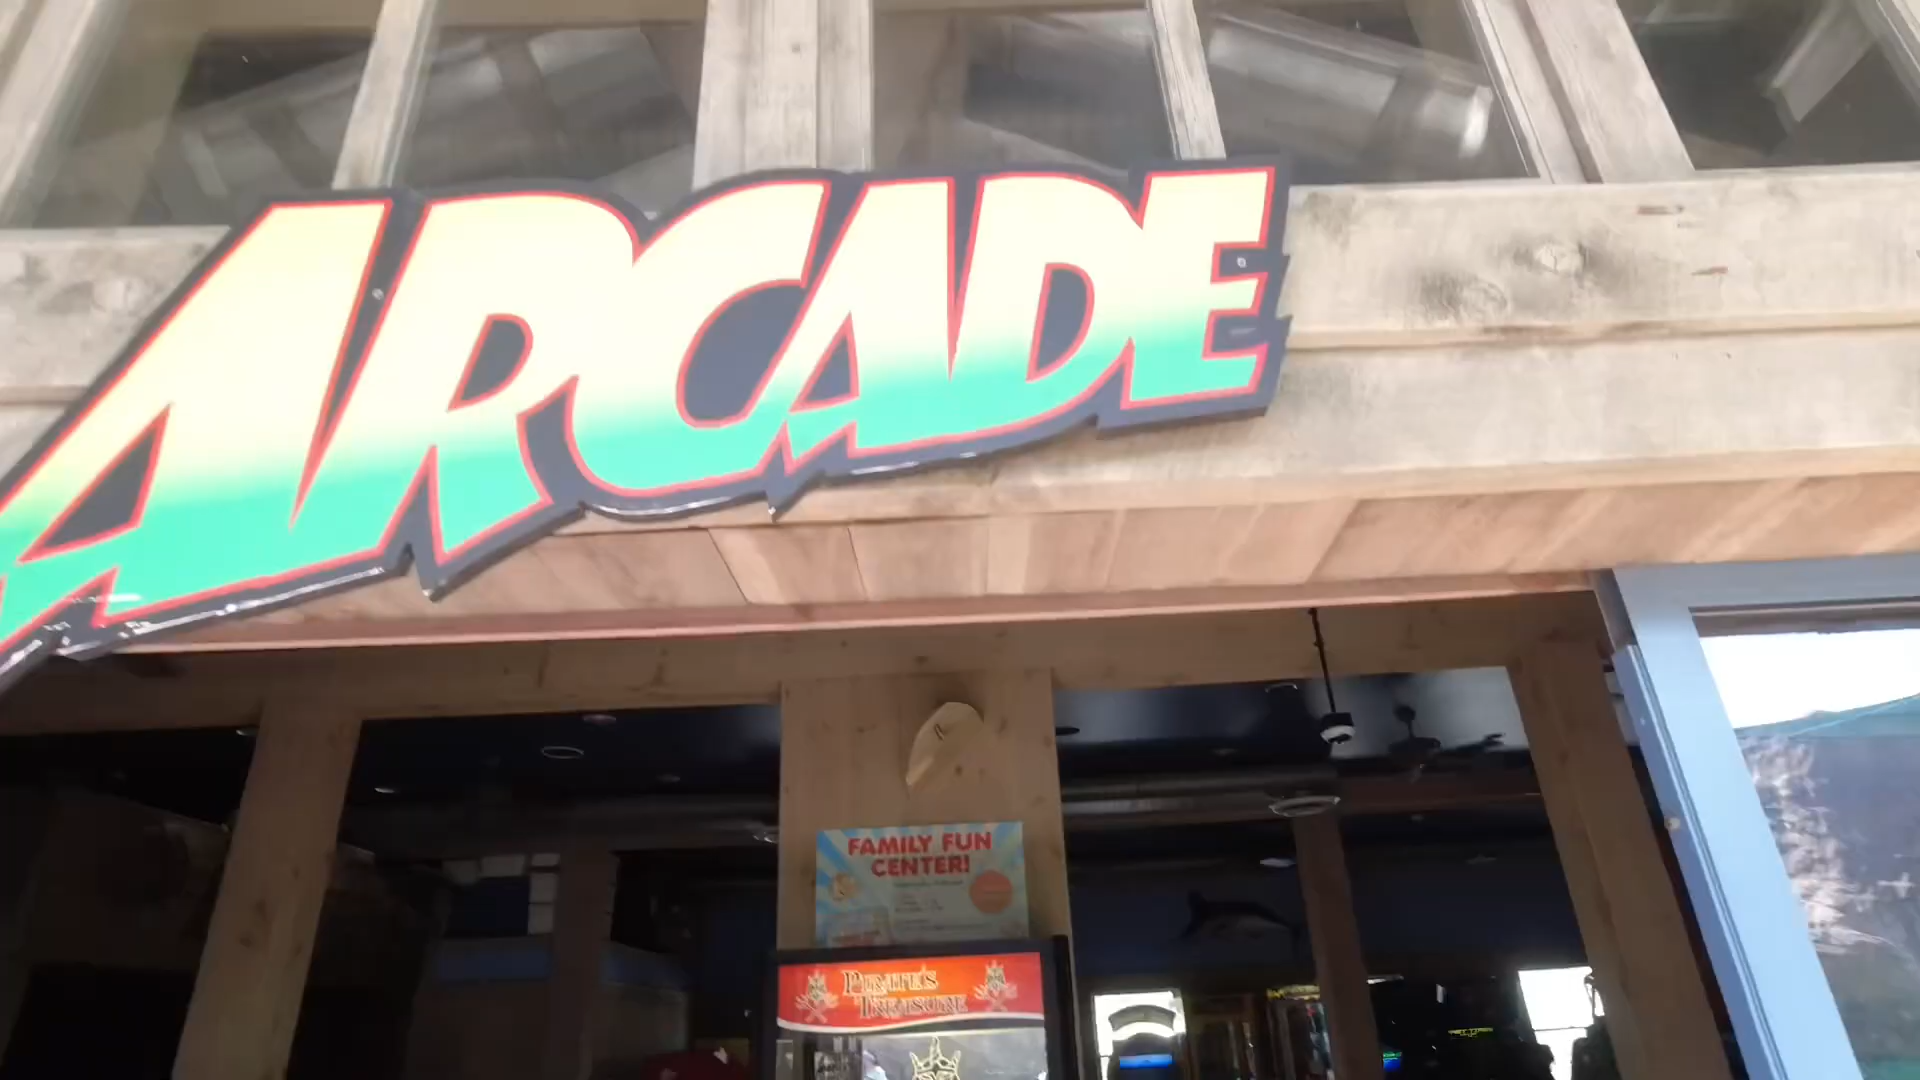 ARCADE
FAMILY FUN
CENTER!
PIRATE'S
TREASURE